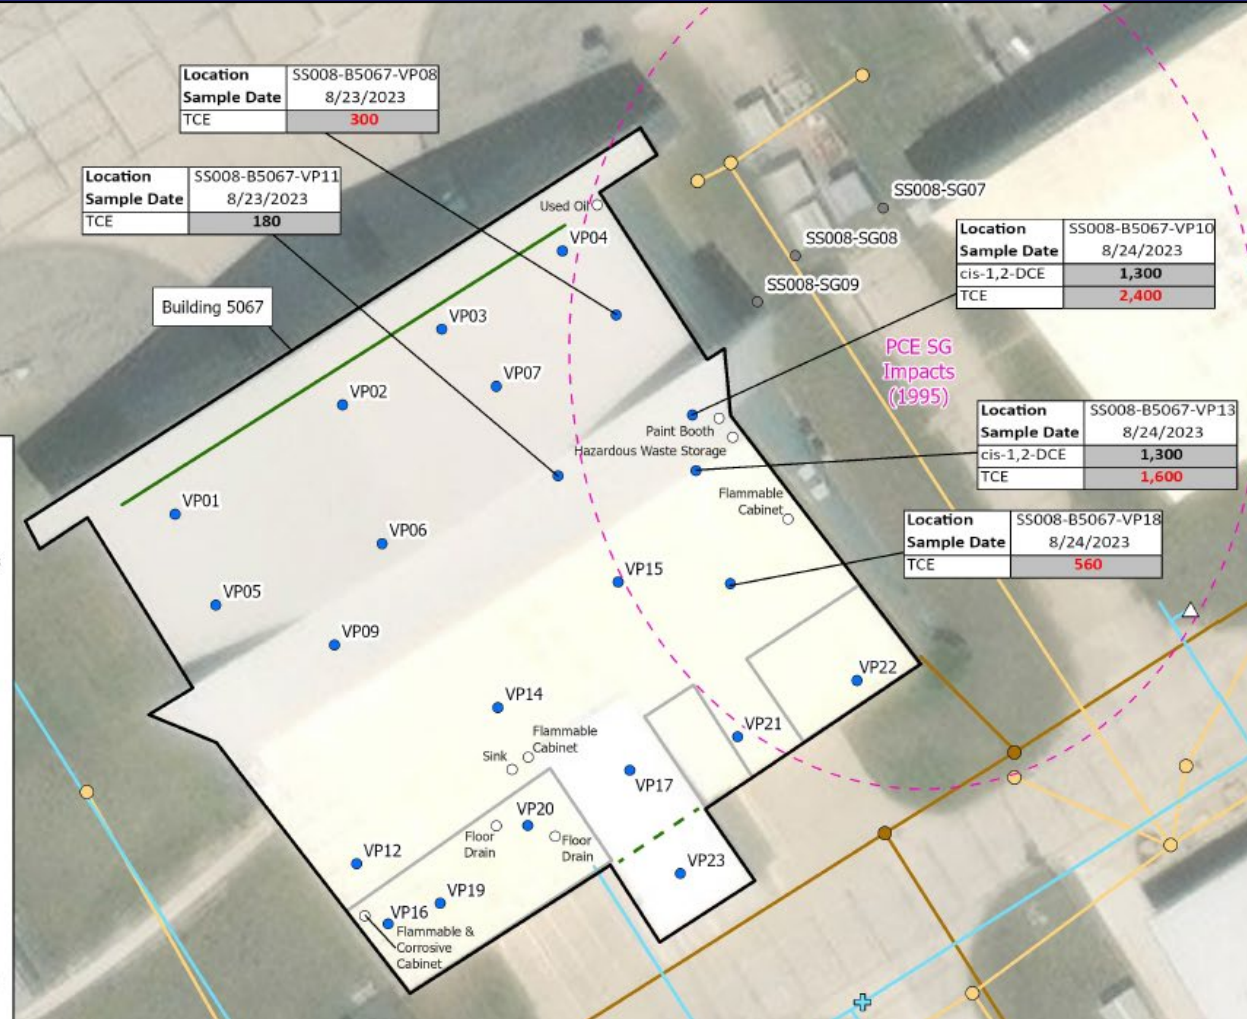 Location SS008-B5067-VP08
Sample Date 8/23/2023
TCE 300
Location SS008-B5067-VP11
Sample Date 8/23/2023
TCE 180
Building 5067
Used Oil
VP04
VP03
VP07
VP02
VP01
VP06
VP05
VP09
SS008-SG07
SS008-SG08
SS008-SG09
Location SS008-B5067-VP10
Sample Date 8/24/2023
cis-1,2-DCE 1,300
TCE 2,400
PCE SG
Impacts
(1995)
Location SS008-B5067-VP13
Sample Date 8/24/2023
cis-1,2-DCE 1,300
TCE 1,600
Paint Booth
Hazardous Waste Storage
Flammable
Cabinet
Location SS008-B5067-VP18
Sample Date 8/24/2023
TCE 560
VP15
VP22
VP14
VP21
Flammable
Cabinet
Sink
VP17
VP20
Floor
Drain
Floor
Drain
VP12
VP23
VP19
VP16
Flammable &
Corrosive
Cabinet